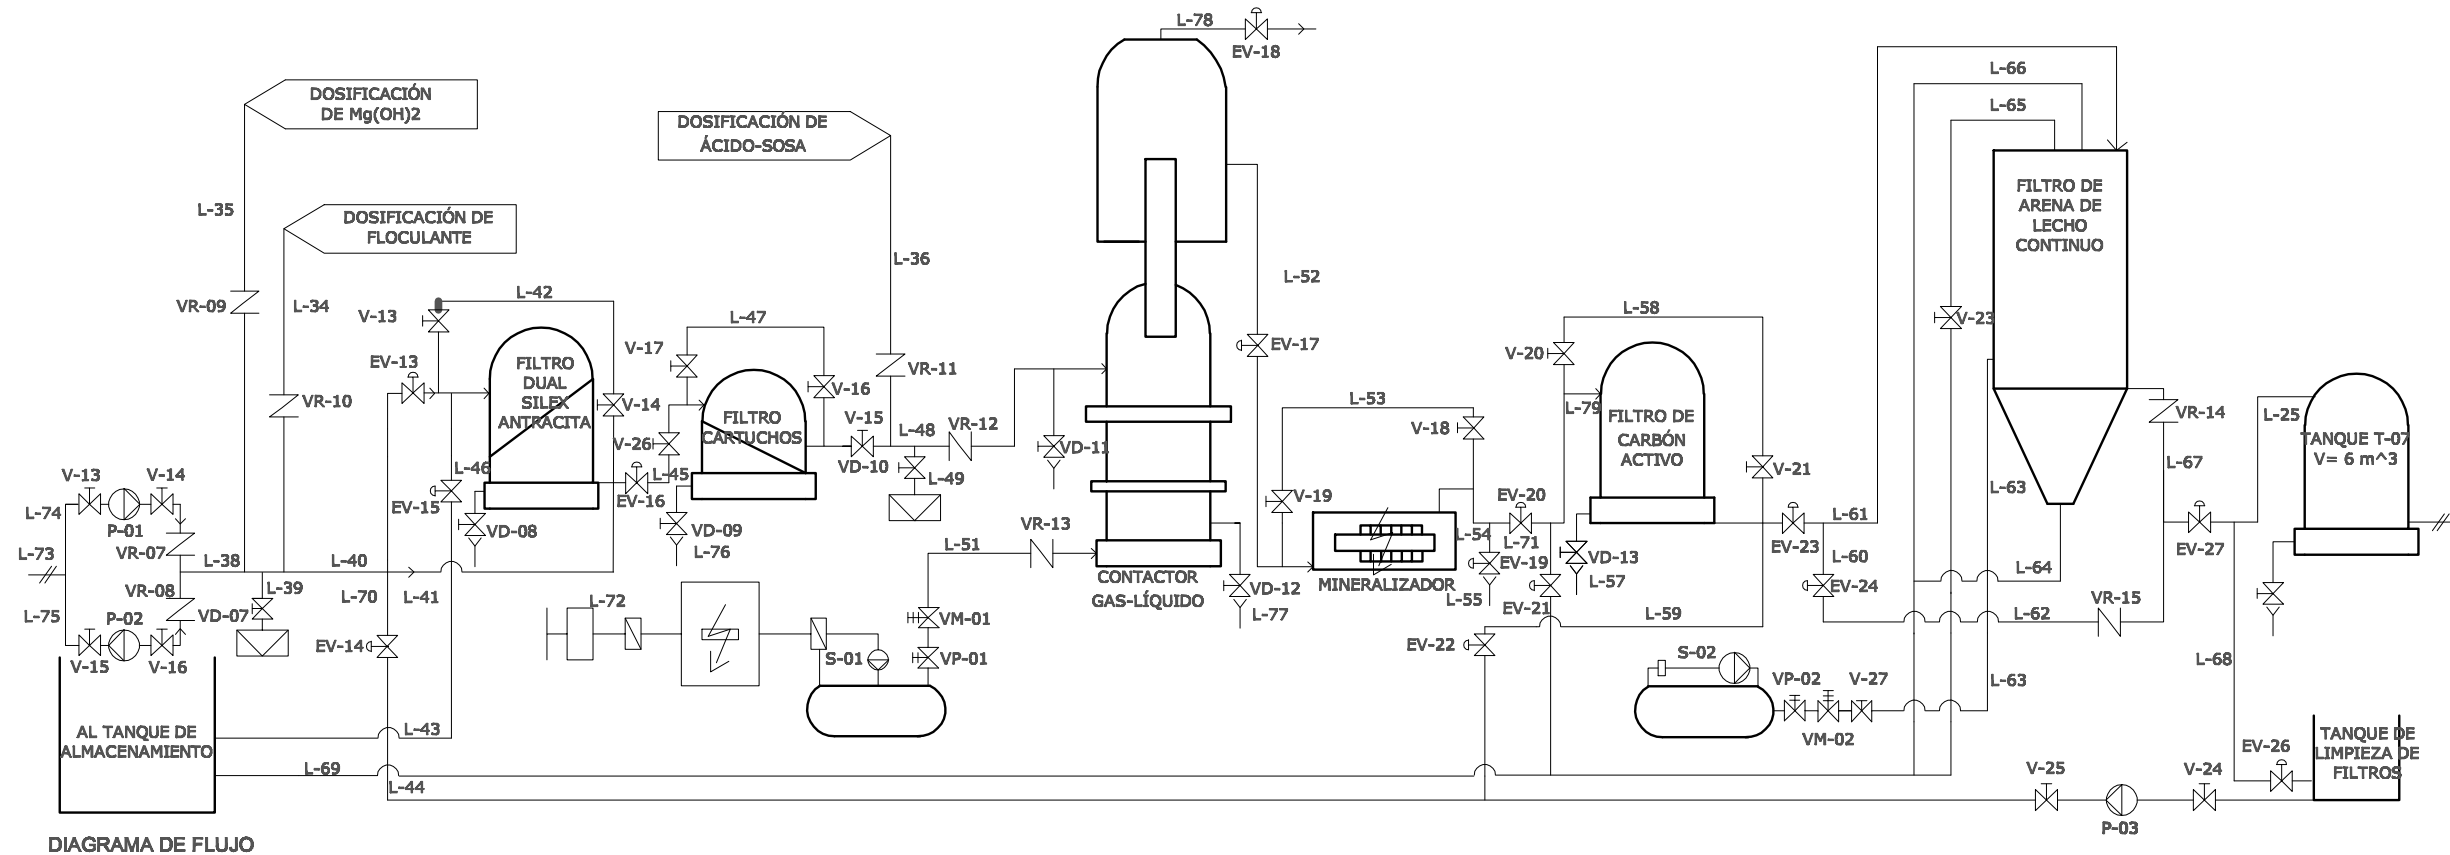 L-78
EV-18
L-66
DOSIFICACIÓN
DE Mg(OH)2
L-65
DOSIFICACIÓN DE
ÁCIDO-SOSA
FILTRO DE
ARENA DE
LECHO
CONTINUO
L-35
DOSIFICACIÓN DE
FLOCULANTE
L-36
L-52
VR-09
L-34
L-42
V-13
L-47
L-58
V-23
EV-13
V-17
VR-11
EV-17
V-20
FILTRO
DUAL
SILEX
ANTRACITA
V-16
VR-10
V-14
L-53
L-79
VR-14
L-25
FILTRO
CARTUCHOS
V-15
L-48
VR-12
V-18
FILTRO DE
CARBÓN
ACTIVO
V-26
VD-11
TANQUE T-07
V= 6 m^3
L-46
L-45
VD-10
L-49
V-21
L-67
V-13
V-14
EV-15
EV-16
V-19
EV-20
L-63
L-74
P-01
VD-08
VD-09
VR-13
L-54
L-71
L-61
VR-07
L-76
L-51
EV-23
EV-27
L-73
L-38
L-40
EV-19
VD-13
L-60
L-64
VR-08
L-39
CONTACTOR
GAS-LÍQUIDO
MINERALIZADOR
L-57
EV-24
L-70
L-41
L-72
VD-12
L-55
EV-21
L-75
P-02
VD-07
VM-01
L-77
L-59
L-62
VR-15
EV-14
EV-22
V-15
V-16
S-01
VP-01
S-02
L-68
VP-02
V-27
L-63
AL TANQUE DE
ALMACENAMIENTO
L-43
VM-02
TANQUE DE
LIMPIEZA DE
FILTROS
EV-26
L-69
V-25
V-24
L-44
P-03
DIAGRAMA DE FLUJO